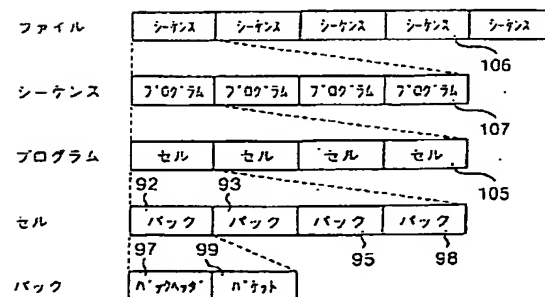 ファイル シーケンス シーケンス シーケンス シーケンス シーケンス
106
シーケンス プログラム プログラム プログラム プログラム
107
プログラム セル セル セル セル
105
92 93
セル パック パック パック パック
95 98
97 99
パック パックヘッダ パケット